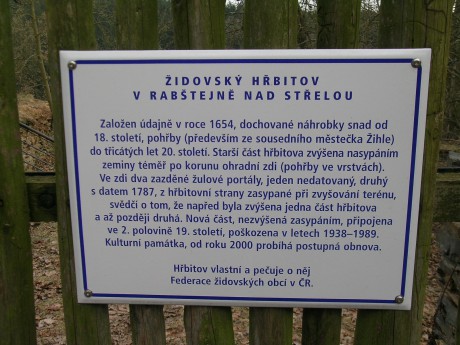 ŽIDOVSKÝ HŘBITOV
V RABŠTEJNĚ NAD STŘELOU
Založen údajně v roce 1654, dochované náhrobky snad od
18. století, pohřby (především ze sousedního městečka Žihle)
do třicátých let 20. století. Starší část hřbitova zvýšena nasypáním
zeminy téměř po korunu ohradní zdi (pohřby ve vrstvách).
Ve zdi dva zazděné žulové portály, jeden nedatovaný, druhý
s datem 1787, z hřbitovní strany zasypané při zvyšování terénu,
svědčí o tom, že napřed byla zvýšena jedna část hřbitova
a až později druhá. Nová část, nezvýšená zasypáním, připojena
ve 2. polovině 19. století, poškozena v letech 1938–1989.
Kulturní památka, od roku 2000 probíhá postupná obnova.
Hřbitov vlastní a pečuje o něj
Federace židovských obcí v ČR.